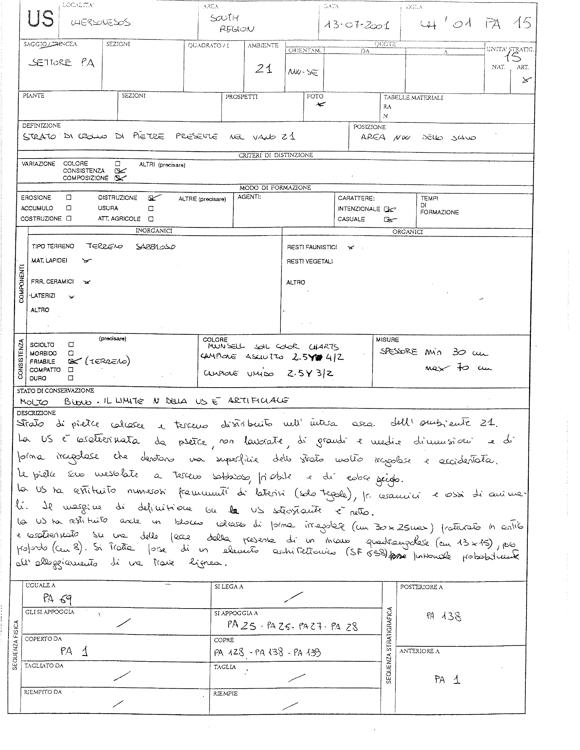 US
LOCALITA'
CHERSONESOS
AREA
SOUTH
REGION
DATA
13-07-2001
SIGLA
CH '01 PA 15
SAGGIO/TRINCEA
SETTORE PA
SEZIONI
QUADRATO/I
AMBIENTE
21
ORIENTAM.
NW-SE
QUOTE
DA
A
UNITA' STRATIG.
15
NAT. ART.
PIANTE
SEZIONI
PROSPETTI
FOTO
TABELLE MATERIALI
RA
N
DEFINIZIONE
STRATO DI CROLLO DI PIETRE PRESENTE NEL VANO 21
POSIZIONE
AREA NW DELLO SCAVO
CRITERI DI DISTINZIONE
VARIAZIONE COLORE ALTRI (precisare)
CONSISTENZA
COMPOSIZIONE
MODO DI FORMAZIONE
EROSIONE DISTRUZIONE ALTRE (precisare)
ACCUMULO USURA
COSTRUZIONE ATT. AGRICOLE
AGENTI:
CARATTERE:
INTENZIONALE
CASUALE
TEMPI
DI
FORMAZIONE
COMPONENTI
INORGANICI
TIPO TERRENO TERRENO SABBIOSO
MAT. LAPIDEI
FRR. CERAMICI
LATERIZI
ALTRO
ORGANICI
RESTI FAUNISTICI
RESTI VEGETALI
ALTRO
CONSISTENZA
(precisare)
SCIOLTO
MORBIDO
FRIABILE (TERRENO)
COMPATTO
DURO
COLORE
MUNSELL SOIL COLOR CHARTS
CAMPIONE ASCIUTTO 2.5Y 4/2
CAMPIONE UMIDO 2.5Y 3/2
MISURE
SPESSORE min 30 cm
max 70 cm
STATO DI CONSERVAZIONE
MOLTO BUONO. IL LIMITE N DELLA US È ARTIFICIALE
DESCRIZIONE
Strato di pietre calcaree e terreno distribuito nell'intera area dell'ambiente 21.
La US è caratterizzata da pietre, non lavorate, di grandi e medie dimensioni e di
forma irregolare che denotano una superficie dello strato molto irregolare e accidentata.
Le pietre sono mescolate a terreno sabbioso, friabile e di colore grigio.
La US ha restituito numerosi frammenti di laterizi (solo tegole), fr. ceramici e ossi di anima-
li. Il margine di definizione con la US sottostante è netto.
La US ha restituito anche un blocco calcareo di forma irregolare (cm 30x25 max) fratturato in antico
e caratterizzato su una delle facce dalla presenza di un incavo quadrangolare (cm 13x15), poco
profondo (cm 8). Si tratta forse di un elemento architettonico (SF 658) funzionale probabilmente
all'alloggiamento di una trave lignea.
SEQUENZA FISICA
UGUALE A
PA 69
SI LEGA A
GLI SI APPOGGIA
SI APPOGGIA A
PA 25 - PA 26 - PA 27 - PA 28
COPERTO DA
PA 1
COPRE
PA 128 - PA 138 - PA 139
TAGLIATO DA
TAGLIA
RIEMPITO DA
RIEMPIE
SEQUENZA STRATIGRAFICA
POSTERIORE A
PA 138
ANTERIORE A
PA 1